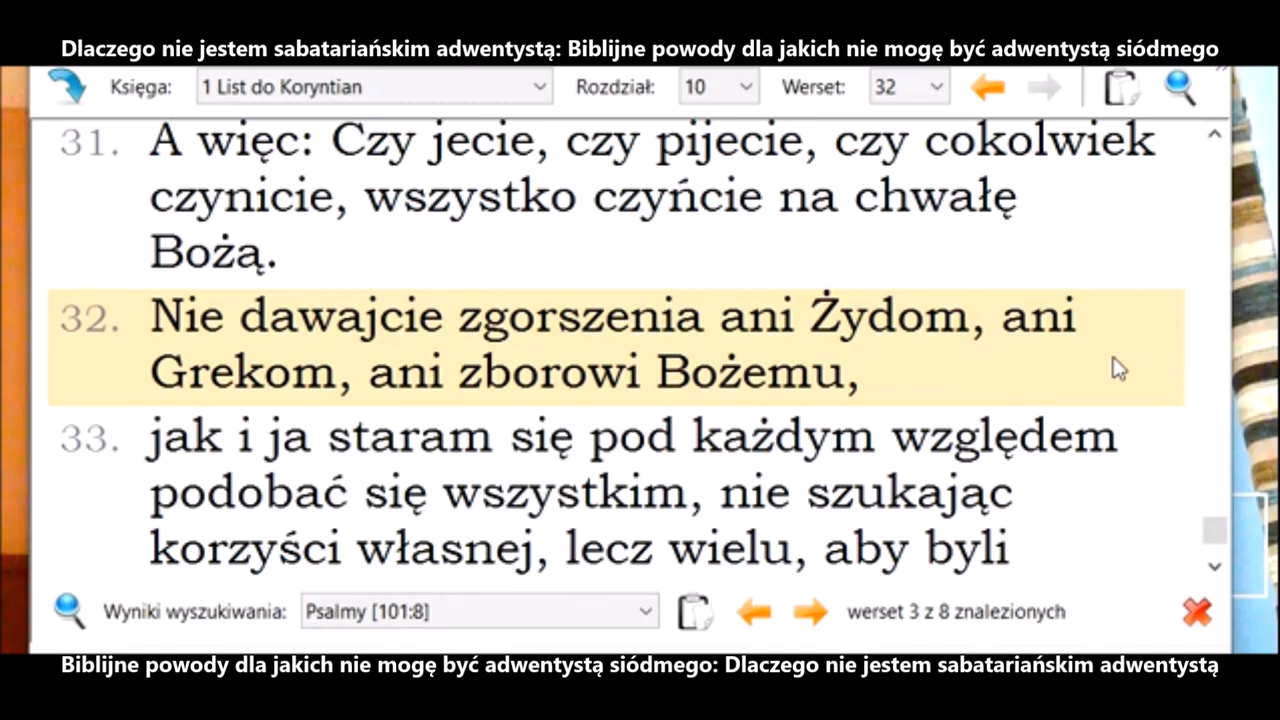 Dlaczego nie jestem sabatariańskim adwentystą: Biblijne powody dla jakich nie mogę być adwentystą siódmego
Księga: 1 List do Koryntian Rozdział: 10 Werset: 32
31. A więc: Czy jecie, czy pijecie, czy cokolwiek
czynicie, wszystko czyńcie na chwałę
Bożą.
32. Nie dawajcie zgorszenia ani Żydom, ani
Grekom, ani zborowi Bożemu,
33. jak i ja staram się pod każdym względem
podobać się wszystkim, nie szukając
korzyści własnej, lecz wielu, aby byli
Wyniki wyszukiwania: Psalmy [101:8] werset 3 z 8 znalezionych
Biblijne powody dla jakich nie mogę być adwentystą siódmego: Dlaczego nie jestem sabatariańskim adwentystą